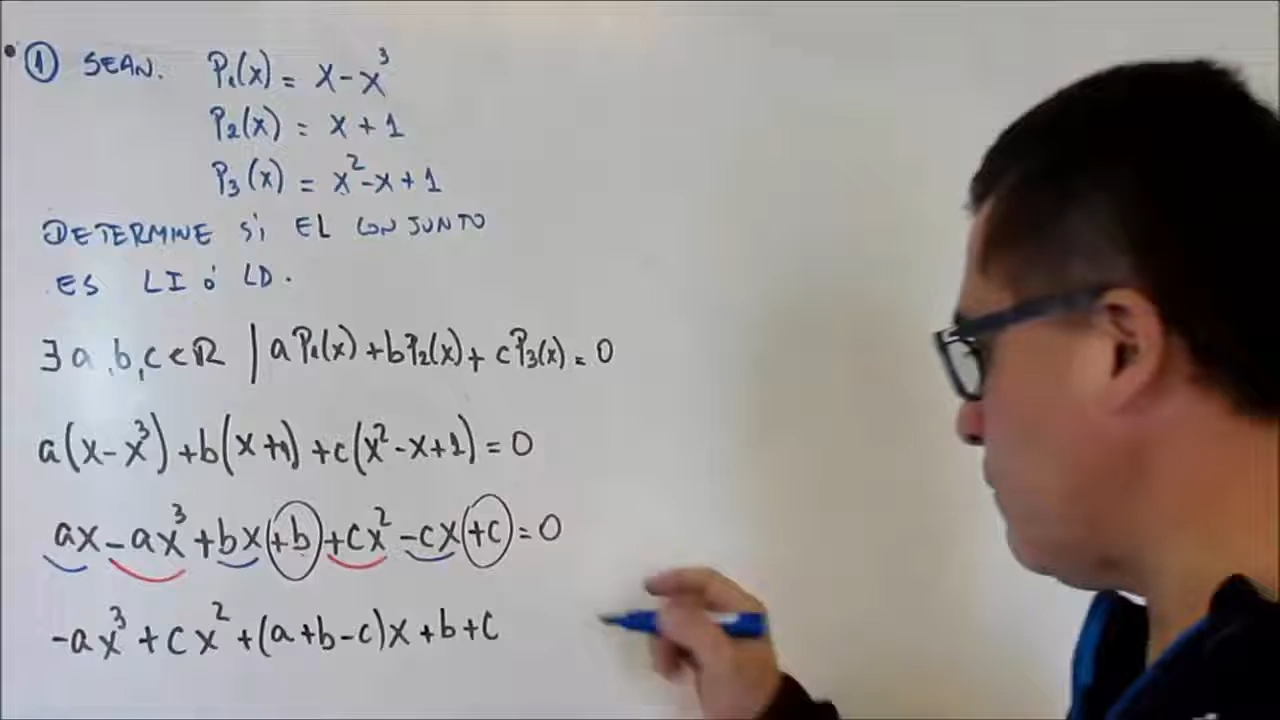 ① SEAN. P₁(x) = x - x³
P₂(x) = x + 1
P₃(x) = x² - x + 1
DETERMINE Si EL CONJUNTO
ES LI ó LD.
∃ a, b, c ∈ ℝ | a P₁(x) + b P₂(x) + c P₃(x) = 0
a(x - x³) + b(x + 1) + c(x² - x + 1) = 0
ax - ax³ + bx + b + cx² - cx + c = 0
-ax³ + cx² + (a + b - c)x + b + c